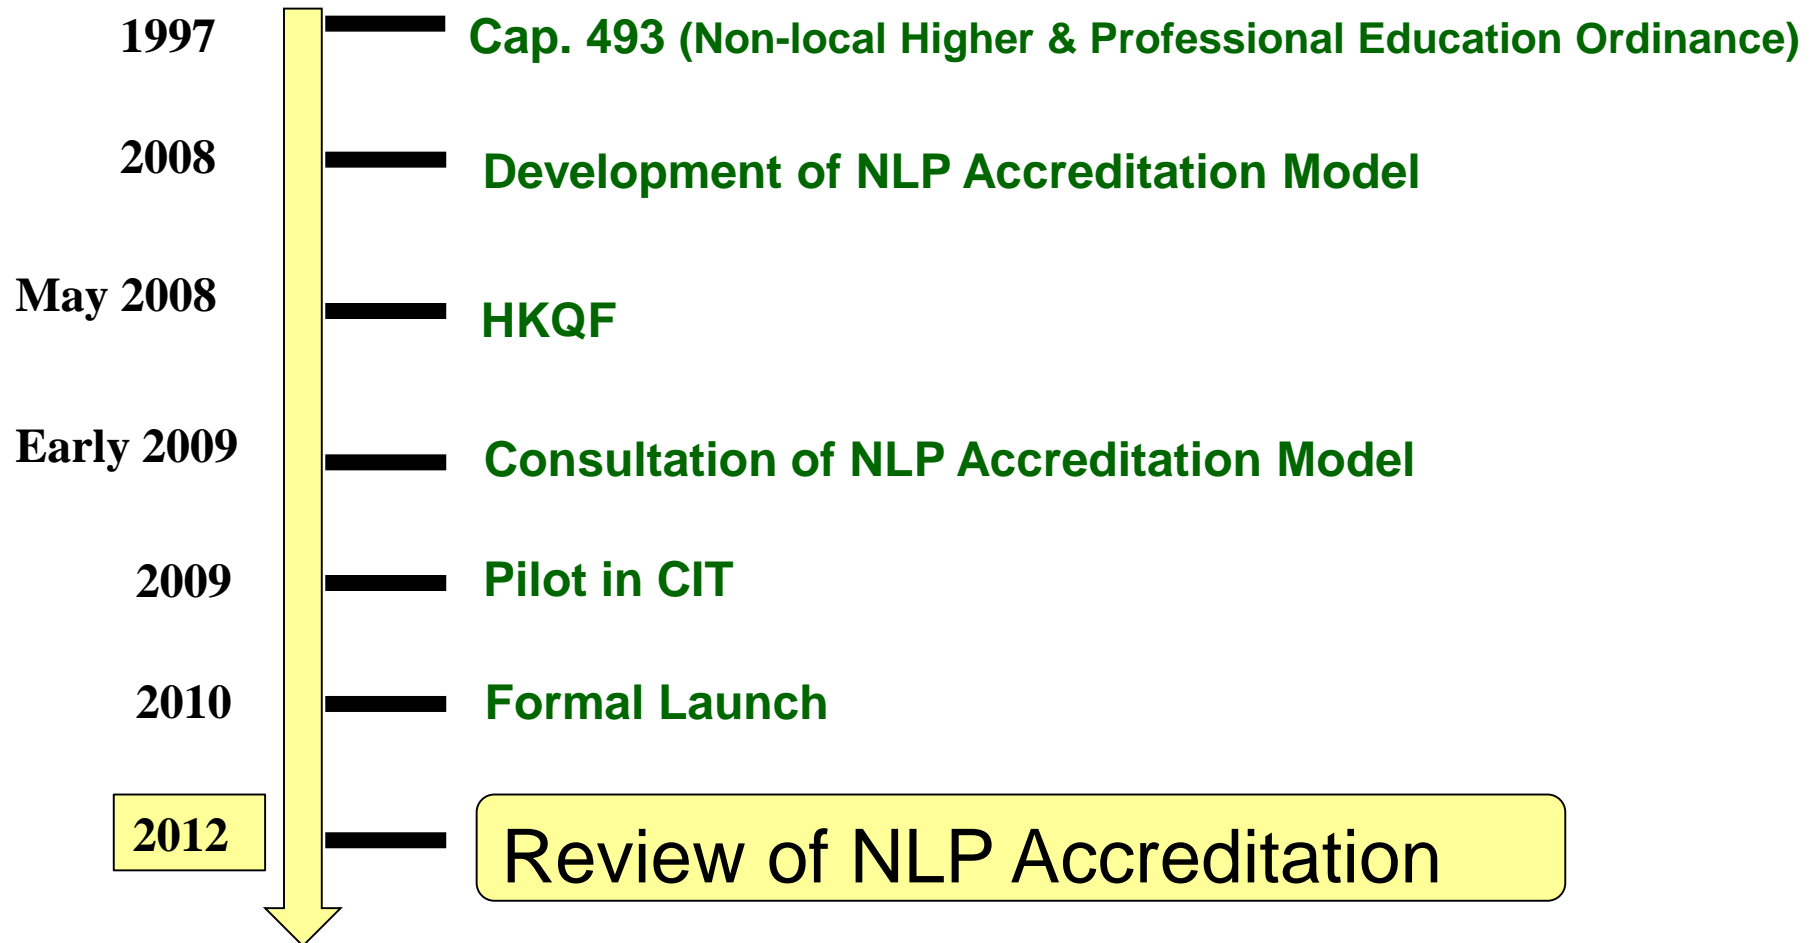 1997 Cap. 493 (Non-local Higher & Professional Education Ordinance)
2008 Development of NLP Accreditation Model
May 2008 HKQF
Early 2009 Consultation of NLP Accreditation Model
2009 Pilot in CIT
2010 Formal Launch
2012 Review of NLP Accreditation